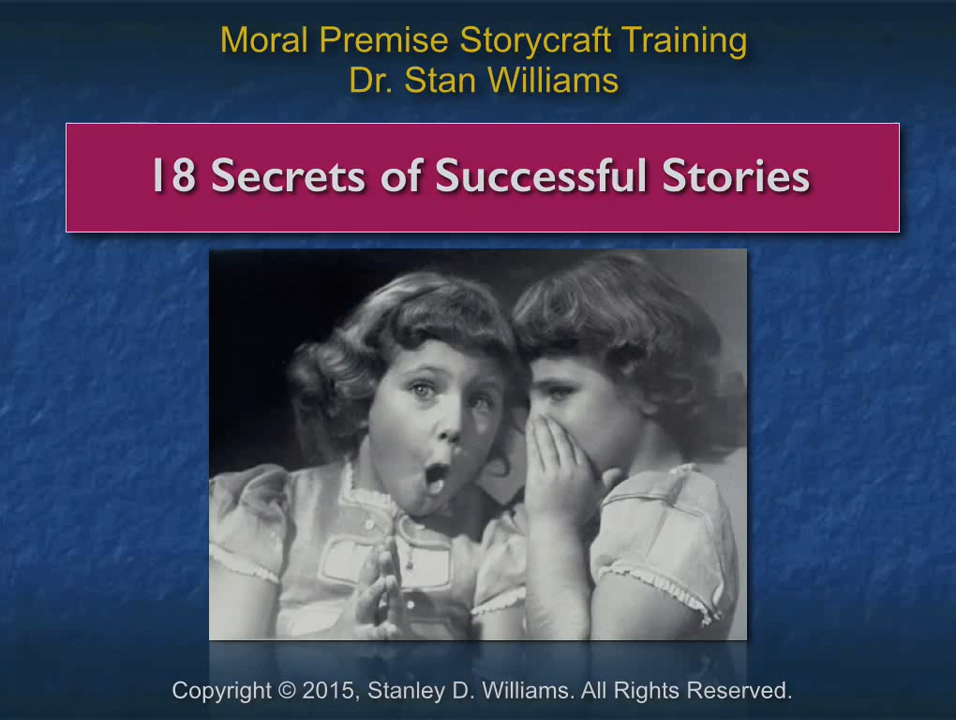 Moral Premise Storycraft Training
Dr. Stan Williams
18 Secrets of Successful Stories
Copyright © 2015, Stanley D. Williams. All Rights Reserved.